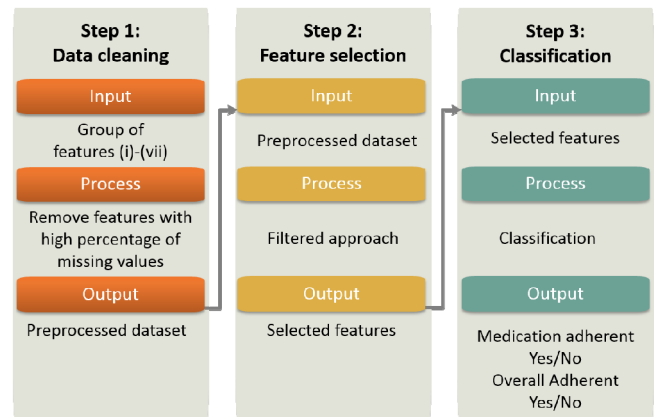 Step 1:
Data cleaning
Input
Group of
features (i)-(vii)
Process
Remove features with
high percentage of
missing values
Output
Preprocessed dataset
Step 2:
Feature selection
Input
Preprocessed dataset
Process
Filtered approach
Output
Selected features
Step 3:
Classification
Input
Selected features
Process
Classification
Output
Medication adherent
Yes/No
Overall Adherent
Yes/No